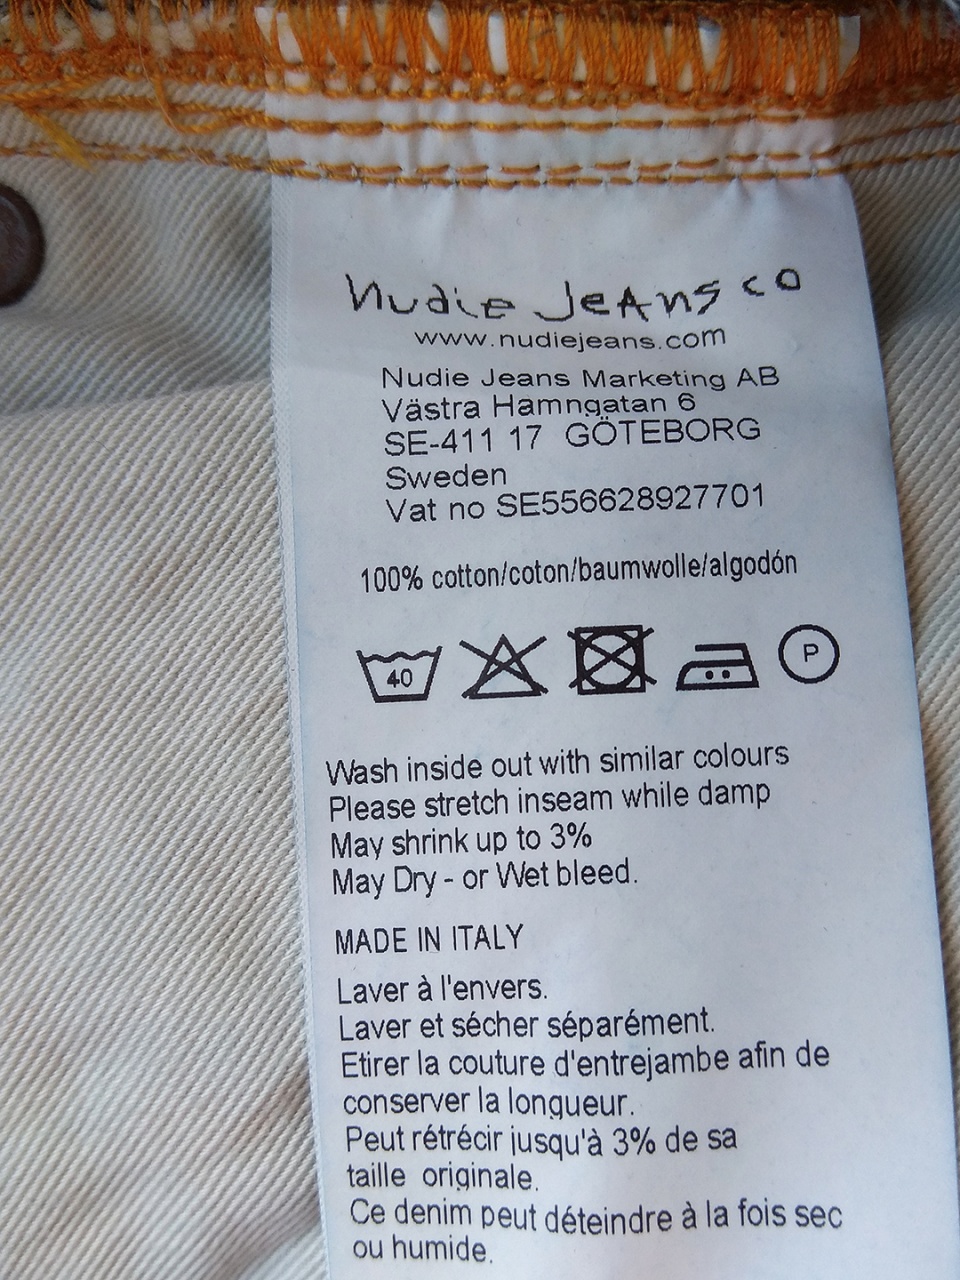 nudie jeans co
www.nudiejeans.com
Nudie Jeans Marketing AB
Västra Hamngatan 6
SE-411 17 GÖTEBORG
Sweden
Vat no SE556628927701
100% cotton/coton/baumwolle/algodón
40 P
Wash inside out with similar colours
Please stretch inseam while damp
May shrink up to 3%
May Dry - or Wet bleed.
MADE IN ITALY
Laver à l'envers.
Laver et sécher séparément.
Etirer la couture d'entrejambe afin de
conserver la longueur.
Peut rétrécir jusqu'à 3% de sa
taille originale.
Ce denim peut déteindre à la fois sec
ou humide.